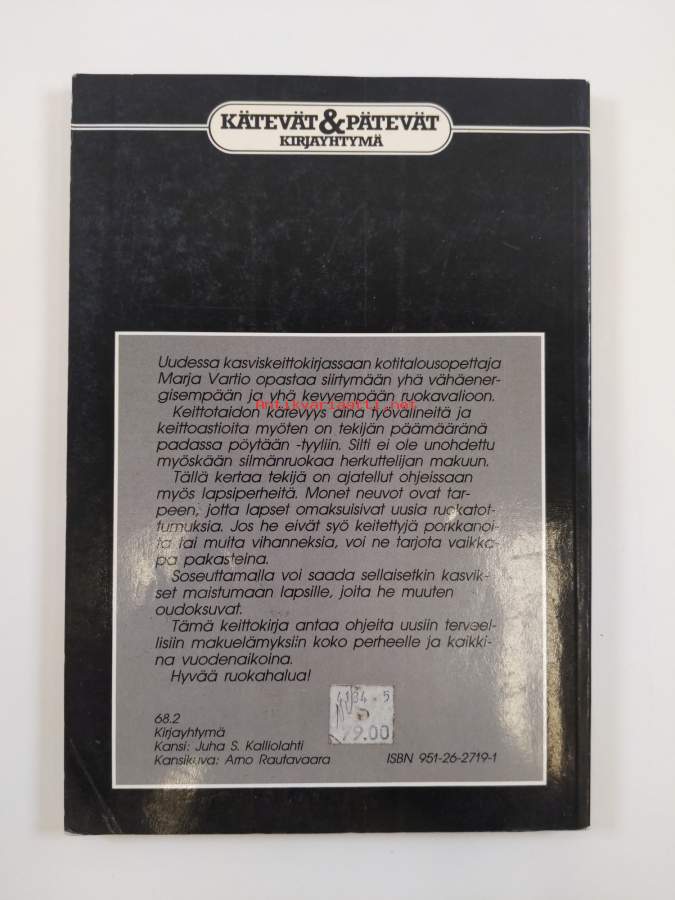 KÄTEVÄT & PÄTEVÄT
KIRJAYHTYMÄ
Uudessa kasviskeittokirjassaan kotitalousopettaja
Marja Vartio opastaa siirtymään yhä vähäener-
gisempään ja yhä kevyempään ruokavalioon.
Antikvariaatti.net
Keittotaidon kätevyys aina työvälineitä ja
keittoastioita myöten on tekijän päämääränä
padassa pöytään -tyyliin. Silti ei ole unohdettu
myöskään silmänruokaa herkuttelijan makuun.
Tällä kertaa tekijä on ajatellut ohjeissaan
myös lapsiperheitä. Monet neuvot ovat tar-
peen, jotta lapset omaksuisivat uusia ruokatot-
tumuksia. Jos he eivät syö keitettyjä porkkanoi-
ta tai muita vihanneksia, voi ne tarjota vaikka-
pa pakasteina.
Soseuttamalla voi saada sellaisetkin kasvik-
set maistumaan lapsille, joita he muuten
oudoksuvat.
Tämä keittokirja antaa ohjeita uusiin terveel-
lisiin makuelämyksiin koko perheelle ja kaikki-
na vuodenaikoina.
Hyvää ruokahalua!
68.2
Kirjayhtymä
Kansi: Juha S. Kalliolahti
Kansikuva: Arno Rautavaara
ISBN 951-26-2719-1